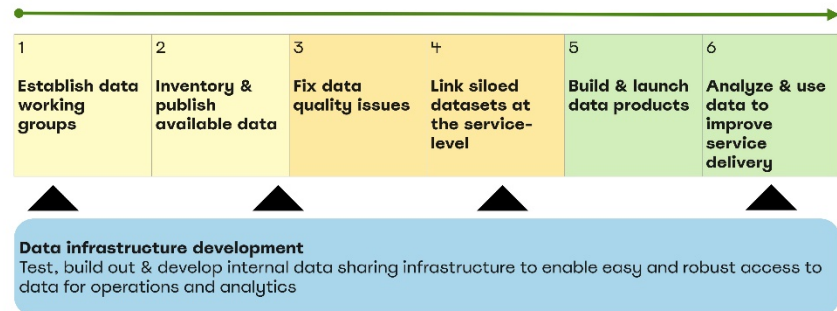 1
Establish data
working
groups
2
Inventory &
publish
available data
3
Fix data
quality issues
4
Link siloed
datasets at
the service-
level
5
Build & launch
data products
6
Analyze & use
data to
improve
service
delivery
Data infrastructure development
Test, build out & develop internal data sharing infrastructure to enable easy and robust access to
data for operations and analytics